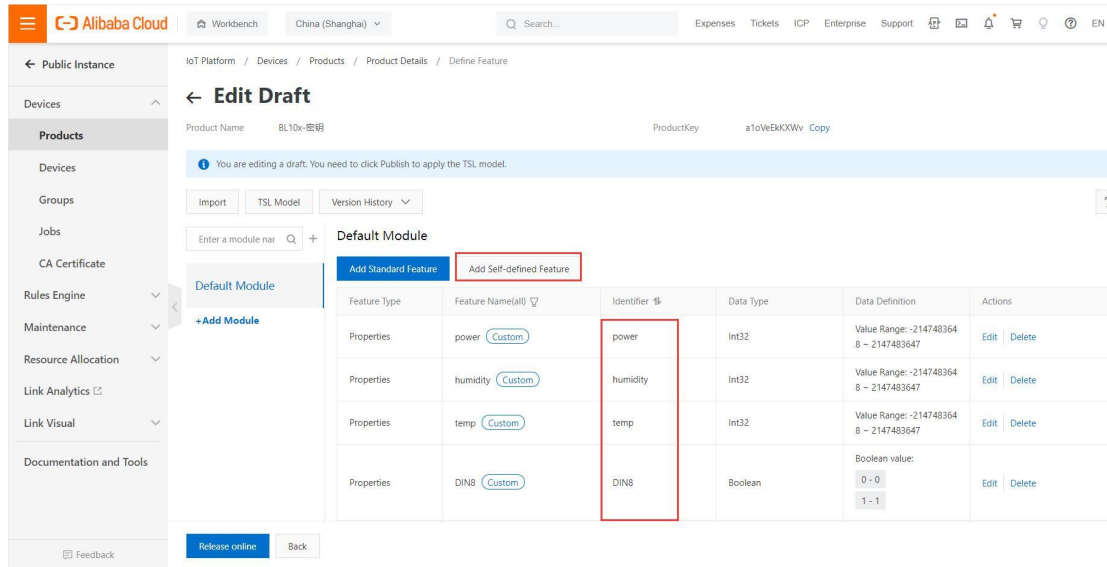 Alibaba Cloud
Workbench
China (Shanghai)
Search...
Expenses Tickets ICP Enterprise Support EN
Public Instance
Devices
Products
Devices
Groups
Jobs
CA Certificate
Rules Engine
Maintenance
Resource Allocation
Link Analytics
Link Visual
Documentation and Tools
Feedback
IoT Platform / Devices / Products / Product Details / Define Feature
← Edit Draft
Product Name BL10x-密钥 ProductKey a1oVeEkKXWv Copy
You are editing a draft. You need to click Publish to apply the TSL model.
Import TSL Model Version History
Enter a module nar
Default Module
+Add Module
Default Module
Add Standard Feature Add Self-defined Feature
Feature Type Feature Name(all) Identifier Data Type Data Definition Actions
Properties power Custom power Int32 Value Range: -214748364
8 ~ 2147483647 Edit Delete
Properties humidity Custom humidity Int32 Value Range: -214748364
8 ~ 2147483647 Edit Delete
Properties temp Custom temp Int32 Value Range: -214748364
8 ~ 2147483647 Edit Delete
Properties DIN8 Custom DIN8 Boolean Boolean value:
0 - 0
1 - 1 Edit Delete
Release online Back